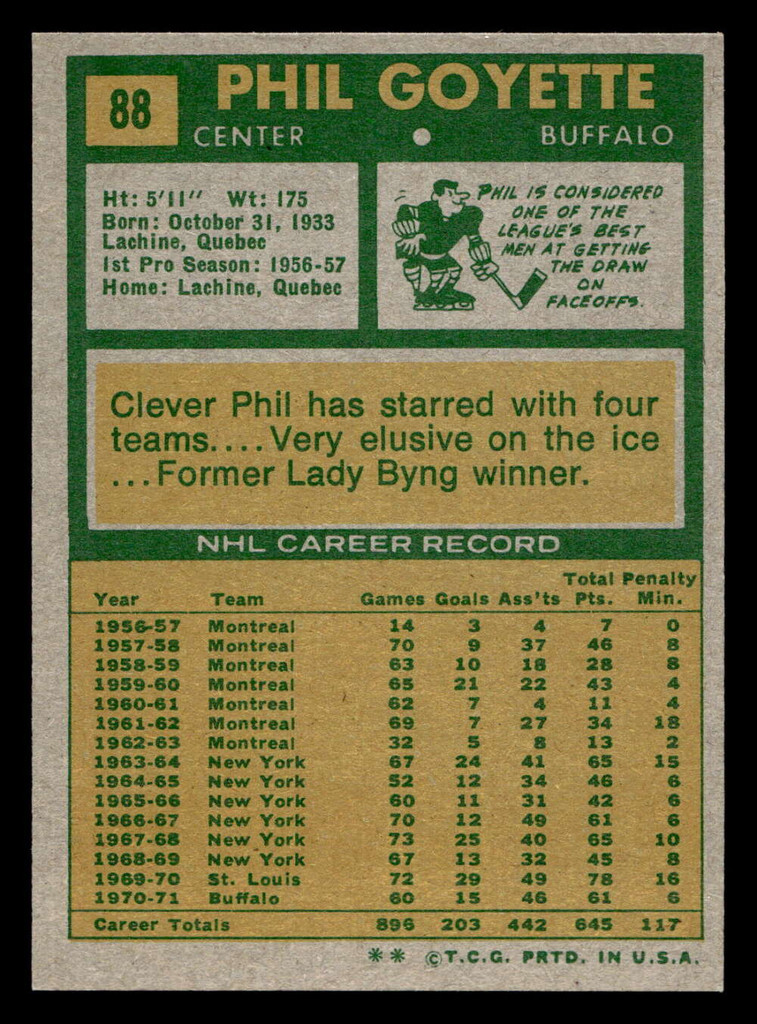 88
PHIL GOYETTE
CENTER • BUFFALO
Ht: 5'11" Wt: 175
Born: October 31, 1933
Lachine, Quebec
1st Pro Season: 1956-57
Home: Lachine, Quebec
PHIL IS CONSIDERED
ONE OF THE
LEAGUE'S BEST
MEN AT GETTING
THE DRAW
ON
FACEOFFS.
Clever Phil has starred with four
teams....Very elusive on the ice
...Former Lady Byng winner.
NHL CAREER RECORD
Total Penalty
Year Team Games Goals Ass'ts Pts. Min.
1956-57 Montreal 14 3 4 7 0
1957-58 Montreal 70 9 37 46 8
1958-59 Montreal 63 10 18 28 8
1959-60 Montreal 65 21 22 43 4
1960-61 Montreal 62 7 4 11 4
1961-62 Montreal 69 7 27 34 18
1962-63 Montreal 32 5 8 13 2
1963-64 New York 67 24 41 65 15
1964-65 New York 52 12 34 46 6
1965-66 New York 60 11 31 42 6
1966-67 New York 70 12 49 61 6
1967-68 New York 73 25 40 65 10
1968-69 New York 67 13 32 45 8
1969-70 St. Louis 72 29 49 78 16
1970-71 Buffalo 60 15 46 61 6
Career Totals 896 203 442 645 117
** ©T.C.G. PRTD. IN U.S.A.